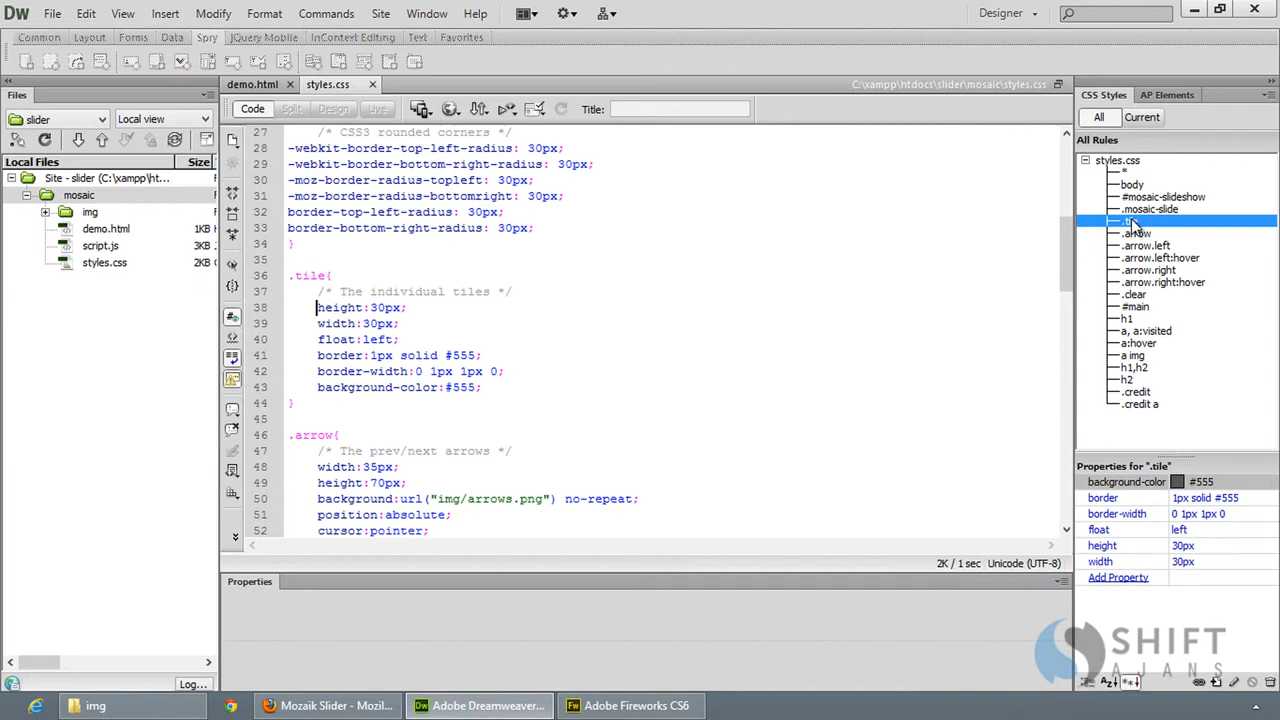 Dw File Edit View Insert Modify Format Commands Site Window Help Designer
Common Layout Forms Data Spry jQuery Mobile InContext Editing Text Favorites
Files
slider Local view
Local Files Size
Site - slider (C:\xampp\ht... F
mosaic F
img F
demo.html 1KB F
script.js 3KB F
styles.css 2KB F
Log...
demo.html styles.css C:\xampp\htdocs\slider\mosaic\styles.css
Code Split Design Live Title:
27 /* CSS3 rounded corners */
28 -webkit-border-top-left-radius: 30px;
29 -webkit-border-bottom-right-radius: 30px;
30 -moz-border-radius-topleft: 30px;
31 -moz-border-radius-bottomright: 30px;
32 border-top-left-radius: 30px;
33 border-bottom-right-radius: 30px;
34 }
35
36 .tile{
37 /* The individual tiles */
38 height:30px;
39 width:30px;
40 float:left;
41 border:1px solid #555;
42 border-width:0 1px 1px 0;
43 background-color:#555;
44 }
45
46 .arrow{
47 /* The prev/next arrows */
48 width:35px;
49 height:70px;
50 background:url("img/arrows.png") no-repeat;
51 position:absolute;
52 cursor:pointer;
2K / 1 sec Unicode (UTF-8)
Properties
CSS Styles AP Elements
All Current
All Rules
styles.css
*
body
#mosaic-slideshow
.mosaic-slide
.arrow
.arrow.left
.arrow.left:hover
.arrow.right
.arrow.right:hover
.clear
#main
h1
a, a:visited
a:hover
a img
h1,h2
h2
.credit
.credit a
Properties for ".tile"
background-color #555
border 1px solid #555
border-width 0 1px 1px 0
float left
height 30px
width 30px
Add Property
SHIFT
AJANS
img Mozaik Slider - Mozil... Adobe Dreamweaver... Adobe Fireworks CS6